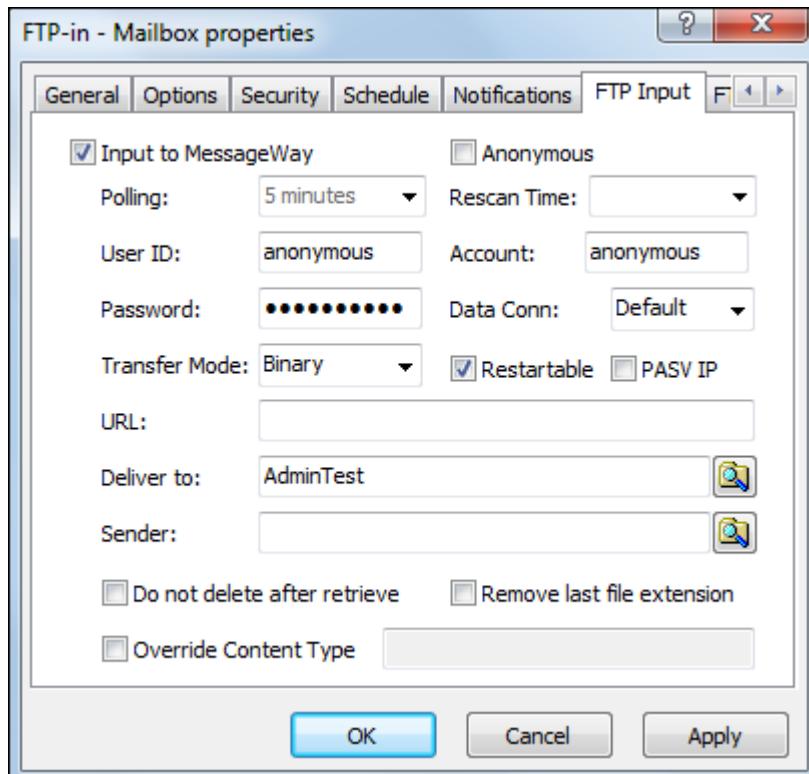 FTP-in - Mailbox properties
General Options Security Schedule Notifications FTP Input
Input to MessageWay Anonymous
Polling: 5 minutes Rescan Time:
User ID: anonymous Account: anonymous
Password: ●●●●●●●●●● Data Conn: Default
Transfer Mode: Binary Restartable PASV IP
URL:
Deliver to: AdminTest
Sender:
Do not delete after retrieve Remove last file extension
Override Content Type
OK Cancel Apply